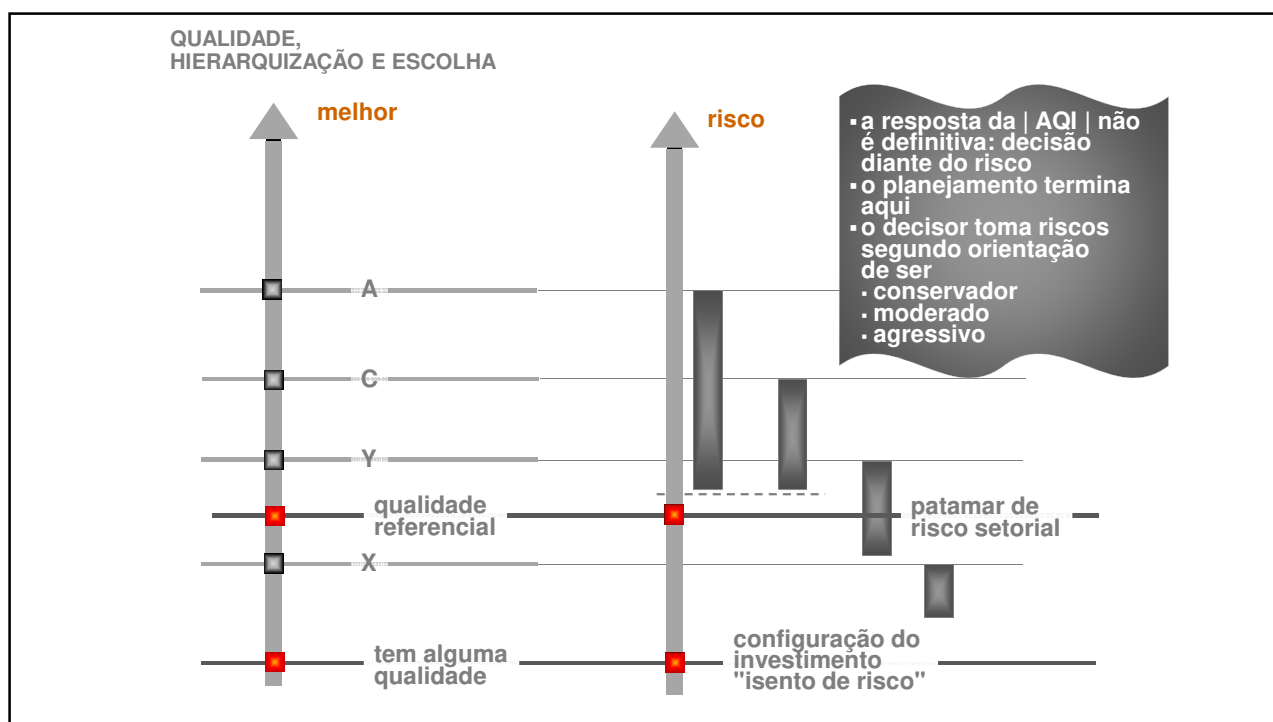 QUALIDADE,
HIERARQUIZAÇÃO E ESCOLHA
melhor
risco
▪ a resposta da | AQI | não
é definitiva: decisão
diante do risco
▪ o planejamento termina
aqui
▪ o decisor toma riscos
segundo orientação
de ser
▪ conservador
▪ moderado
▪ agressivo
A
C
Y
qualidade
referencial
patamar de
risco setorial
X
tem alguma
qualidade
configuração do
investimento
"isento de risco"